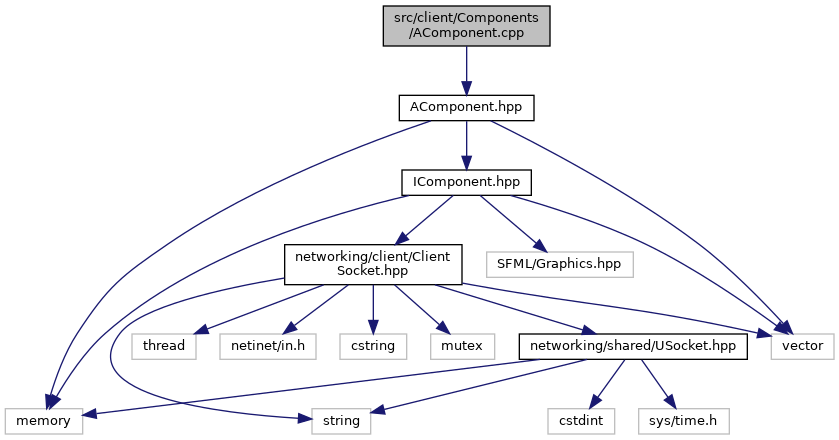 src/client/Components
/AComponent.cpp
AComponent.hpp
IComponent.hpp
networking/client/Client
Socket.hpp
SFML/Graphics.hpp
thread
netinet/in.h
cstring
mutex
networking/shared/USocket.hpp
vector
memory
string
cstdint
sys/time.h